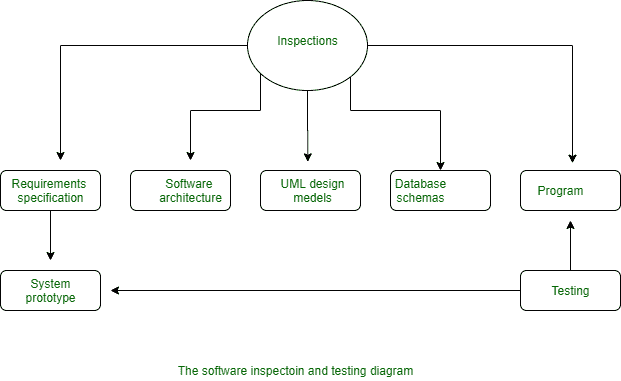 Inspections
Requirements
specification
Software
architecture
UML design
medels
Database
schemas
Program
System
prototype
Testing
The software inspectoin and testing diagram